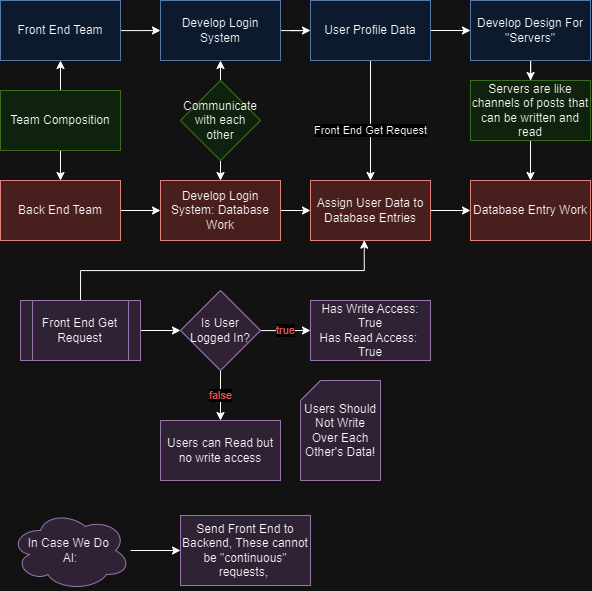 Front End Team
Develop Login
System
User Profile Data
Develop Design For
"Servers"
Team Composition
Communicate
with each
other
Front End Get Request
Servers are like
channels of posts that
can be written and
read
Back End Team
Develop Login
System: Database
Work
Assign User Data to
Database Entries
Database Entry Work
Front End Get
Request
Is User
Logged In?
true
Has Write Access:
True
Has Read Access:
True
false
Users can Read but
no write access
Users Should
Not Write
Over Each
Other's Data!
In Case We Do
AI:
Send Front End to
Backend, These cannot
be "continuous"
requests,